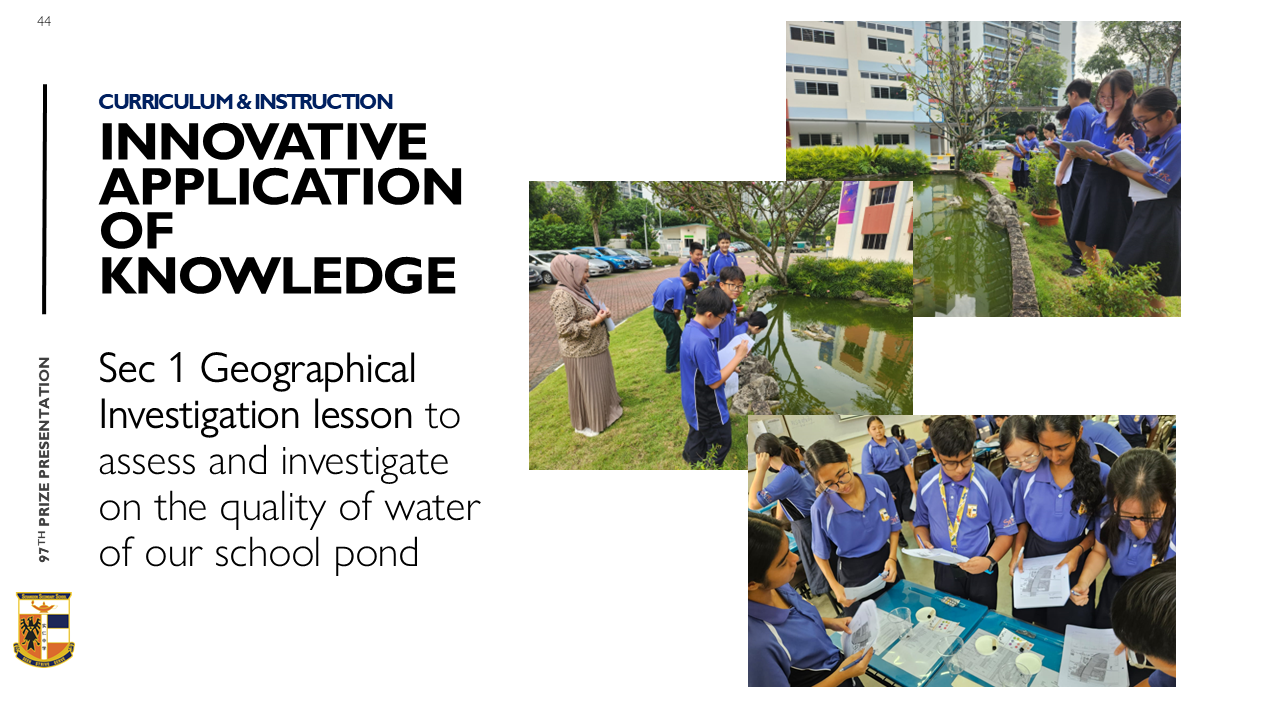 44
CURRICULUM & INSTRUCTION
INNOVATIVE
APPLICATION
OF
KNOWLEDGE
Sec 1 Geographical
Investigation lesson to
assess and investigate
on the quality of water
of our school pond
97TH PRIZE PRESENTATION